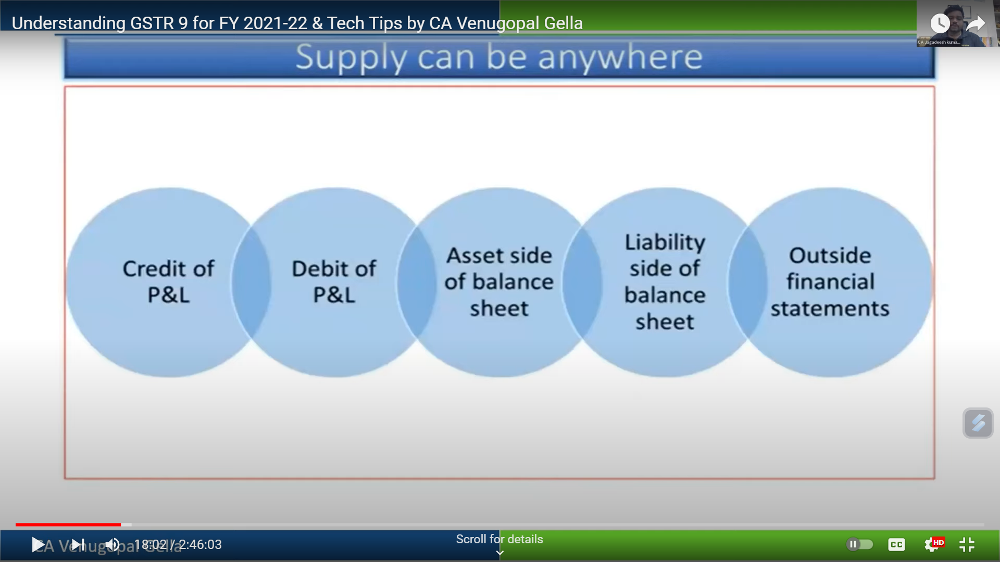 Understanding GSTR 9 for FY 2021-22 & Tech Tips by CA Venugopal Gella
CA Jagadeesh kuma...
Supply can be anywhere
Credit of
P&L
Debit of
P&L
Asset side
of balance
sheet
Liability
side of
balance
sheet
Outside
financial
statements
CA Venugopal Gella
18:02 / 2:46:03
Scroll for details
CC
HD